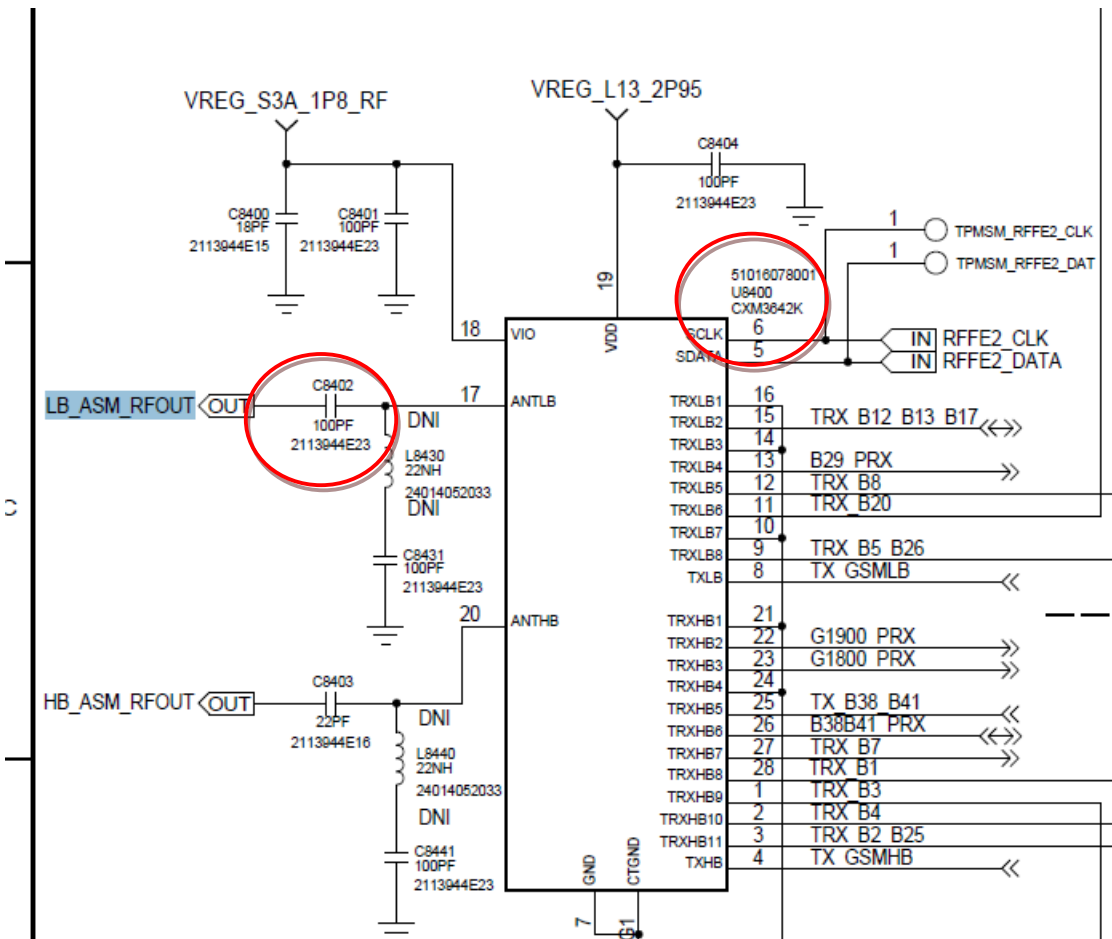 VREG_S3A_1P8_RF
VREG_L13_2P95
C8404
100PF
2113944E23
C8400
18PF
2113944E15
C8401
100PF
2113944E23
1
TPMSM_RFFE2_CLK
1
TPMSM_RFFE2_DAT
51016078001
U8400
CXM3642K
19
VDD
18
VIO
SCLK
6
IN
RFFE2_CLK
SDATA
5
IN
RFFE2_DATA
LB_ASM_RFOUT
OUT
C8402
100PF
2113944E23
17
ANTLB
DNI
L8430
22NH
24014052033
DNI
C8431
100PF
2113944E23
C
TRXLB1
16
TRXLB2
15
TRX_B12_B13_B17
TRXLB3
14
TRXLB4
13
B29_PRX
TRXLB5
12
TRX_B8
TRXLB6
11
TRX_B20
TRXLB7
10
TRXLB8
9
TRX_B5_B26
TXLB
8
TX_GSMLB
20
ANTHB
HB_ASM_RFOUT
OUT
C8403
22PF
2113944E16
DNI
L8440
22NH
24014052033
DNI
C8441
100PF
2113944E23
TRXHB1
21
TRXHB2
22
G1900_PRX
TRXHB3
23
G1800_PRX
TRXHB4
24
TRXHB5
25
TX_B38_B41
TRXHB6
26
B38B41_PRX
TRXHB7
27
TRX_B7
TRXHB8
28
TRX_B1
TRXHB9
1
TRX_B3
TRXHB10
2
TRX_B4
TRXHB11
3
TRX_B2_B25
TXHB
4
TX_GSMHB
GND
CTGND
7
G1